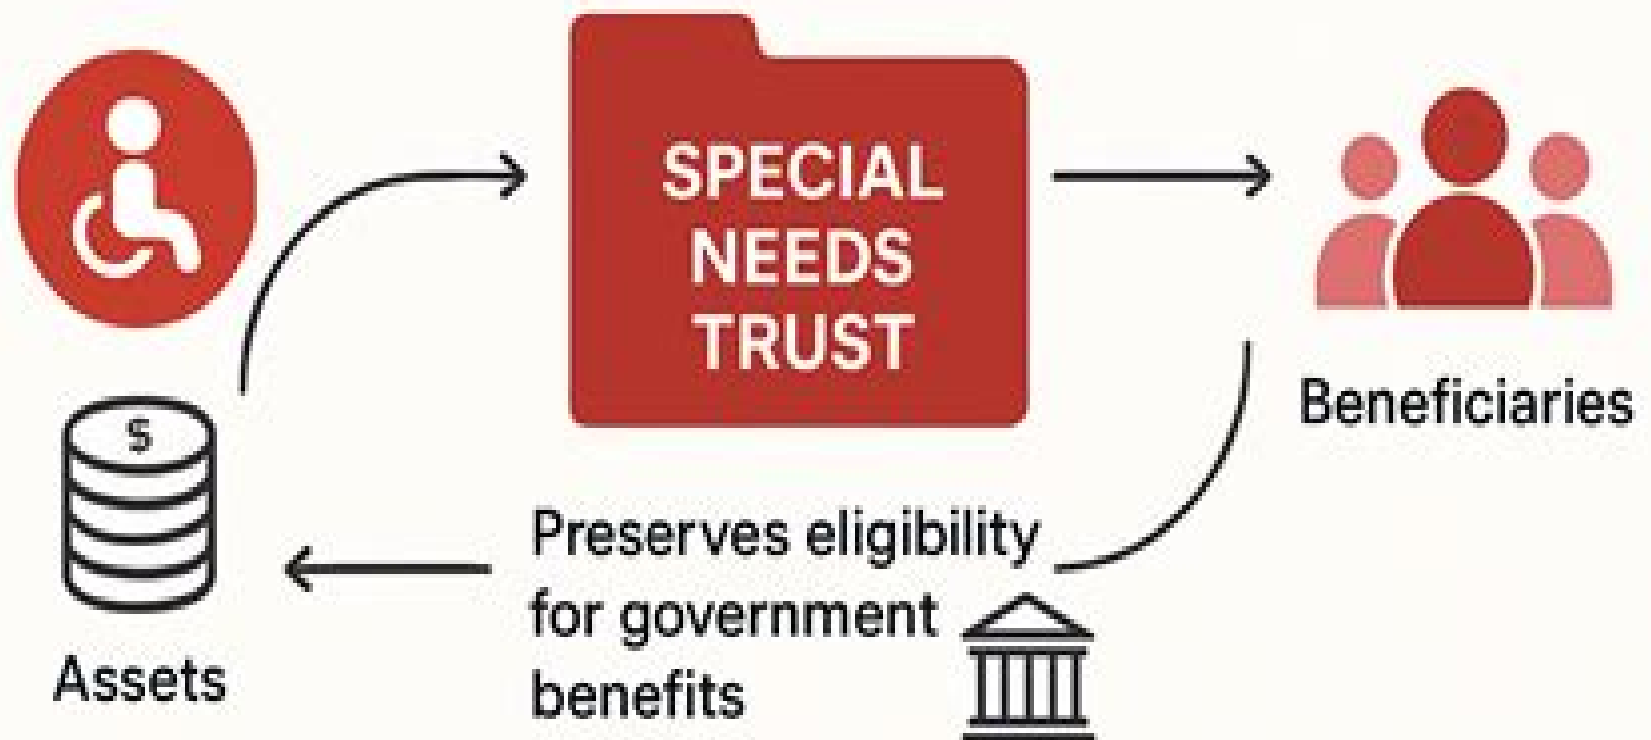 SPECIAL
NEEDS
TRUST
Beneficiaries
$
Assets
Preserves eligibility
for government
benefits